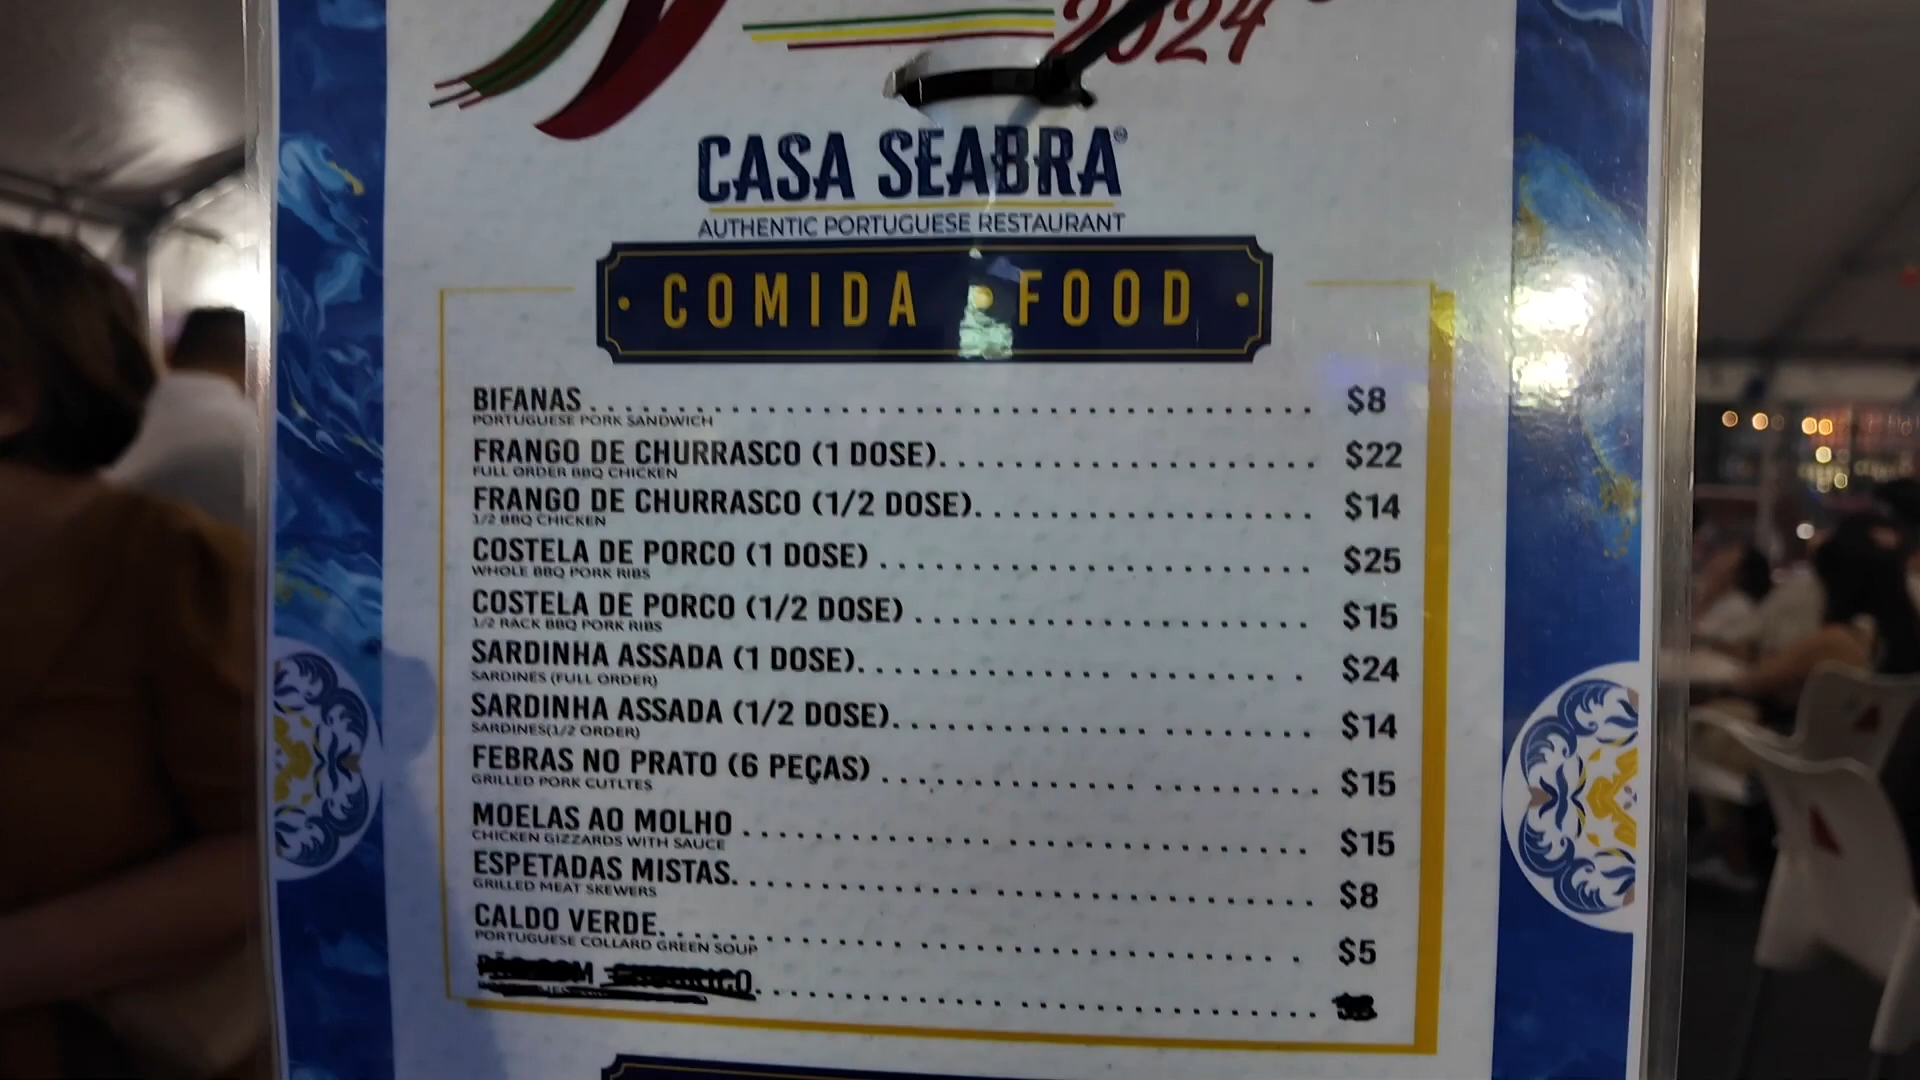 2024
CASA SEABRA
AUTHENTIC PORTUGUESE RESTAURANT
• COMIDA • FOOD •
BIFANAS $8
PORTUGUESE PORK SANDWICH
FRANGO DE CHURRASCO (1 DOSE) $22
FULL ORDER BBQ CHICKEN
FRANGO DE CHURRASCO (1/2 DOSE) $14
1/2 BBQ CHICKEN
COSTELA DE PORCO (1 DOSE) $25
WHOLE BBQ PORK RIBS
COSTELA DE PORCO (1/2 DOSE) $15
1/2 RACK BBQ PORK RIBS
SARDINHA ASSADA (1 DOSE) $24
SARDINES (FULL ORDER)
SARDINHA ASSADA (1/2 DOSE) $14
SARDINES(1/2 ORDER)
FEBRAS NO PRATO (6 PEÇAS) $15
GRILLED PORK CUTLTES
MOELAS AO MOLHO $15
CHICKEN GIZZARDS WITH SAUCE
ESPETADAS MISTAS $8
GRILLED MEAT SKEWERS
CALDO VERDE $5
PORTUGUESE COLLARD GREEN SOUP